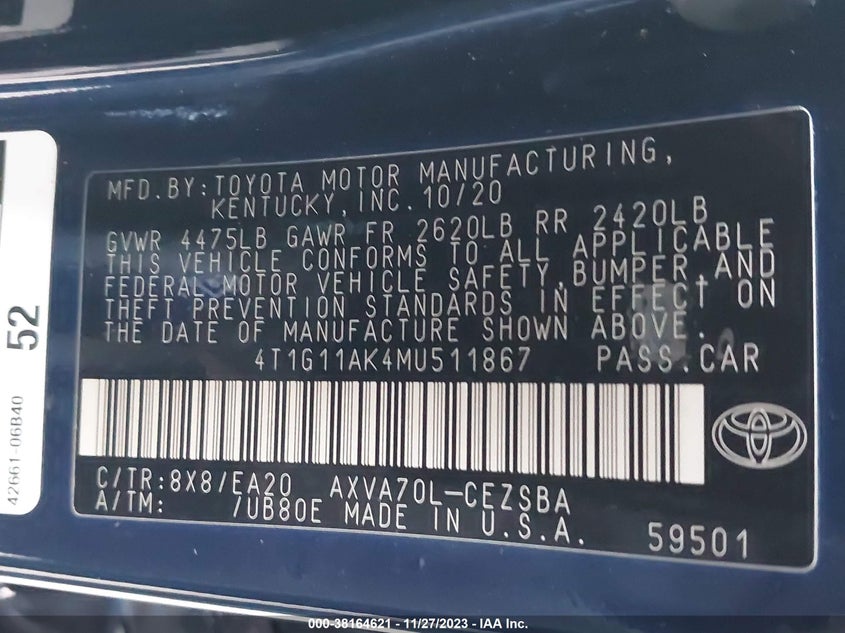 MFD.BY:TOYOTA MOTOR MANUFACTURING,
KENTUCKY,INC.10/20
GVWR 4475LB GAWR FR 2620LB RR 2420LB
THIS VEHICLE CONFORMS TO ALL APPLICABLE
FEDERAL MOTOR VEHICLE SAFETY,BUMPER,AND
THEFT PREVENTION STANDARDS IN EFFECT ON
THE DATE OF MANUFACTURE SHOWN ABOVE.
4T1G11AK4MU511867 PASS.CAR
C/TR:8X8/EA20 AXVA70L-CEZSBA
A/TM: /UB80E MADE IN U.S.A.
59501
52
42661-06B40
000-38164621 - 11/27/2023 - IAA Inc.